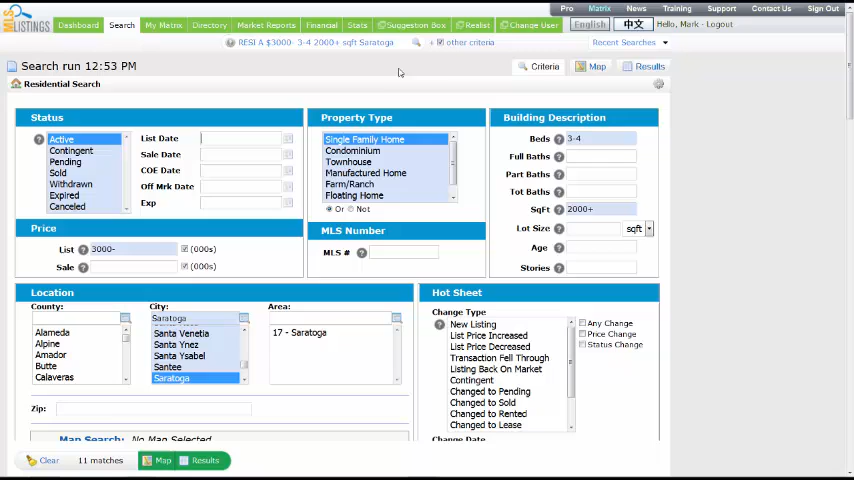 Pro Matrix News Training Support Contact Us Sign Out
MLS LISTINGS
Dashboard Search My Matrix Directory Market Reports Financial Stats Suggestion Box Realist Change User English 中文 Hello, Mark - Logout
RESI A $3000- 3-4 2000+ sqft Saratoga + other criteria Recent Searches
Search run 12:53 PM Criteria Map Results
Residential Search
Status
Active
Contingent
Pending
Sold
Withdrawn
Expired
Canceled
List Date
Sale Date
COE Date
Off Mrk Date
Exp
Price
List 3000- (000s)
Sale (000s)
Property Type
Single Family Home
Condominium
Townhouse
Manufactured Home
Farm/Ranch
Floating Home
Or Not
MLS Number
MLS #
Building Description
Beds 3-4
Full Baths
Part Baths
Tot Baths
SqFt 2000+
Lot Size sqft
Age
Stories
Location
County:
Alameda
Alpine
Amador
Butte
Calaveras
City:
Saratoga
Santa Venetia
Santa Ynez
Santa Ysabel
Santee
Saratoga
Area:
17 - Saratoga
Zip:
Map Search: No Map Selected
Hot Sheet
Change Type
New Listing
List Price Increased
List Price Decreased
Transaction Fell Through
Listing Back On Market
Contingent
Changed to Pending
Changed to Sold
Changed to Rented
Changed to Lease
Any Change
Price Change
Status Change
Change Date
Clear 11 matches Map Results